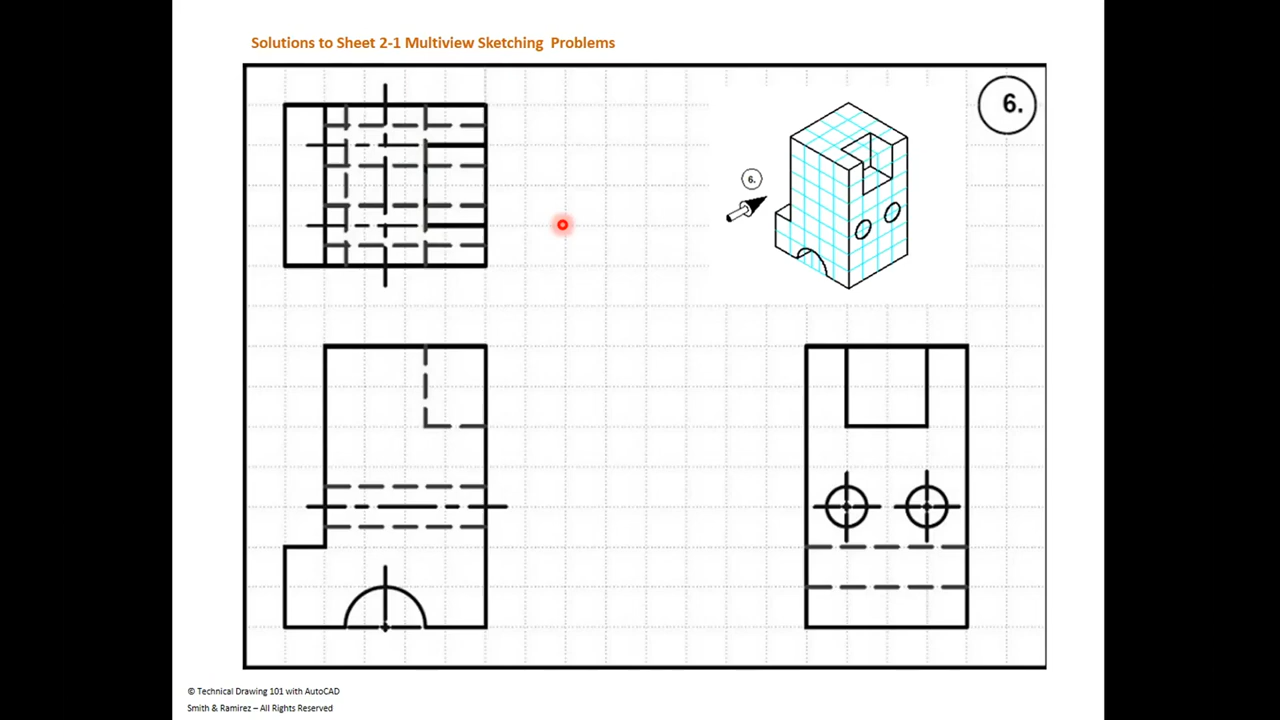 Solutions to Sheet 2-1 Multiview Sketching  Problems
6.
6.
© Technical Drawing 101 with AutoCAD
Smith & Ramirez – All Rights Reserved